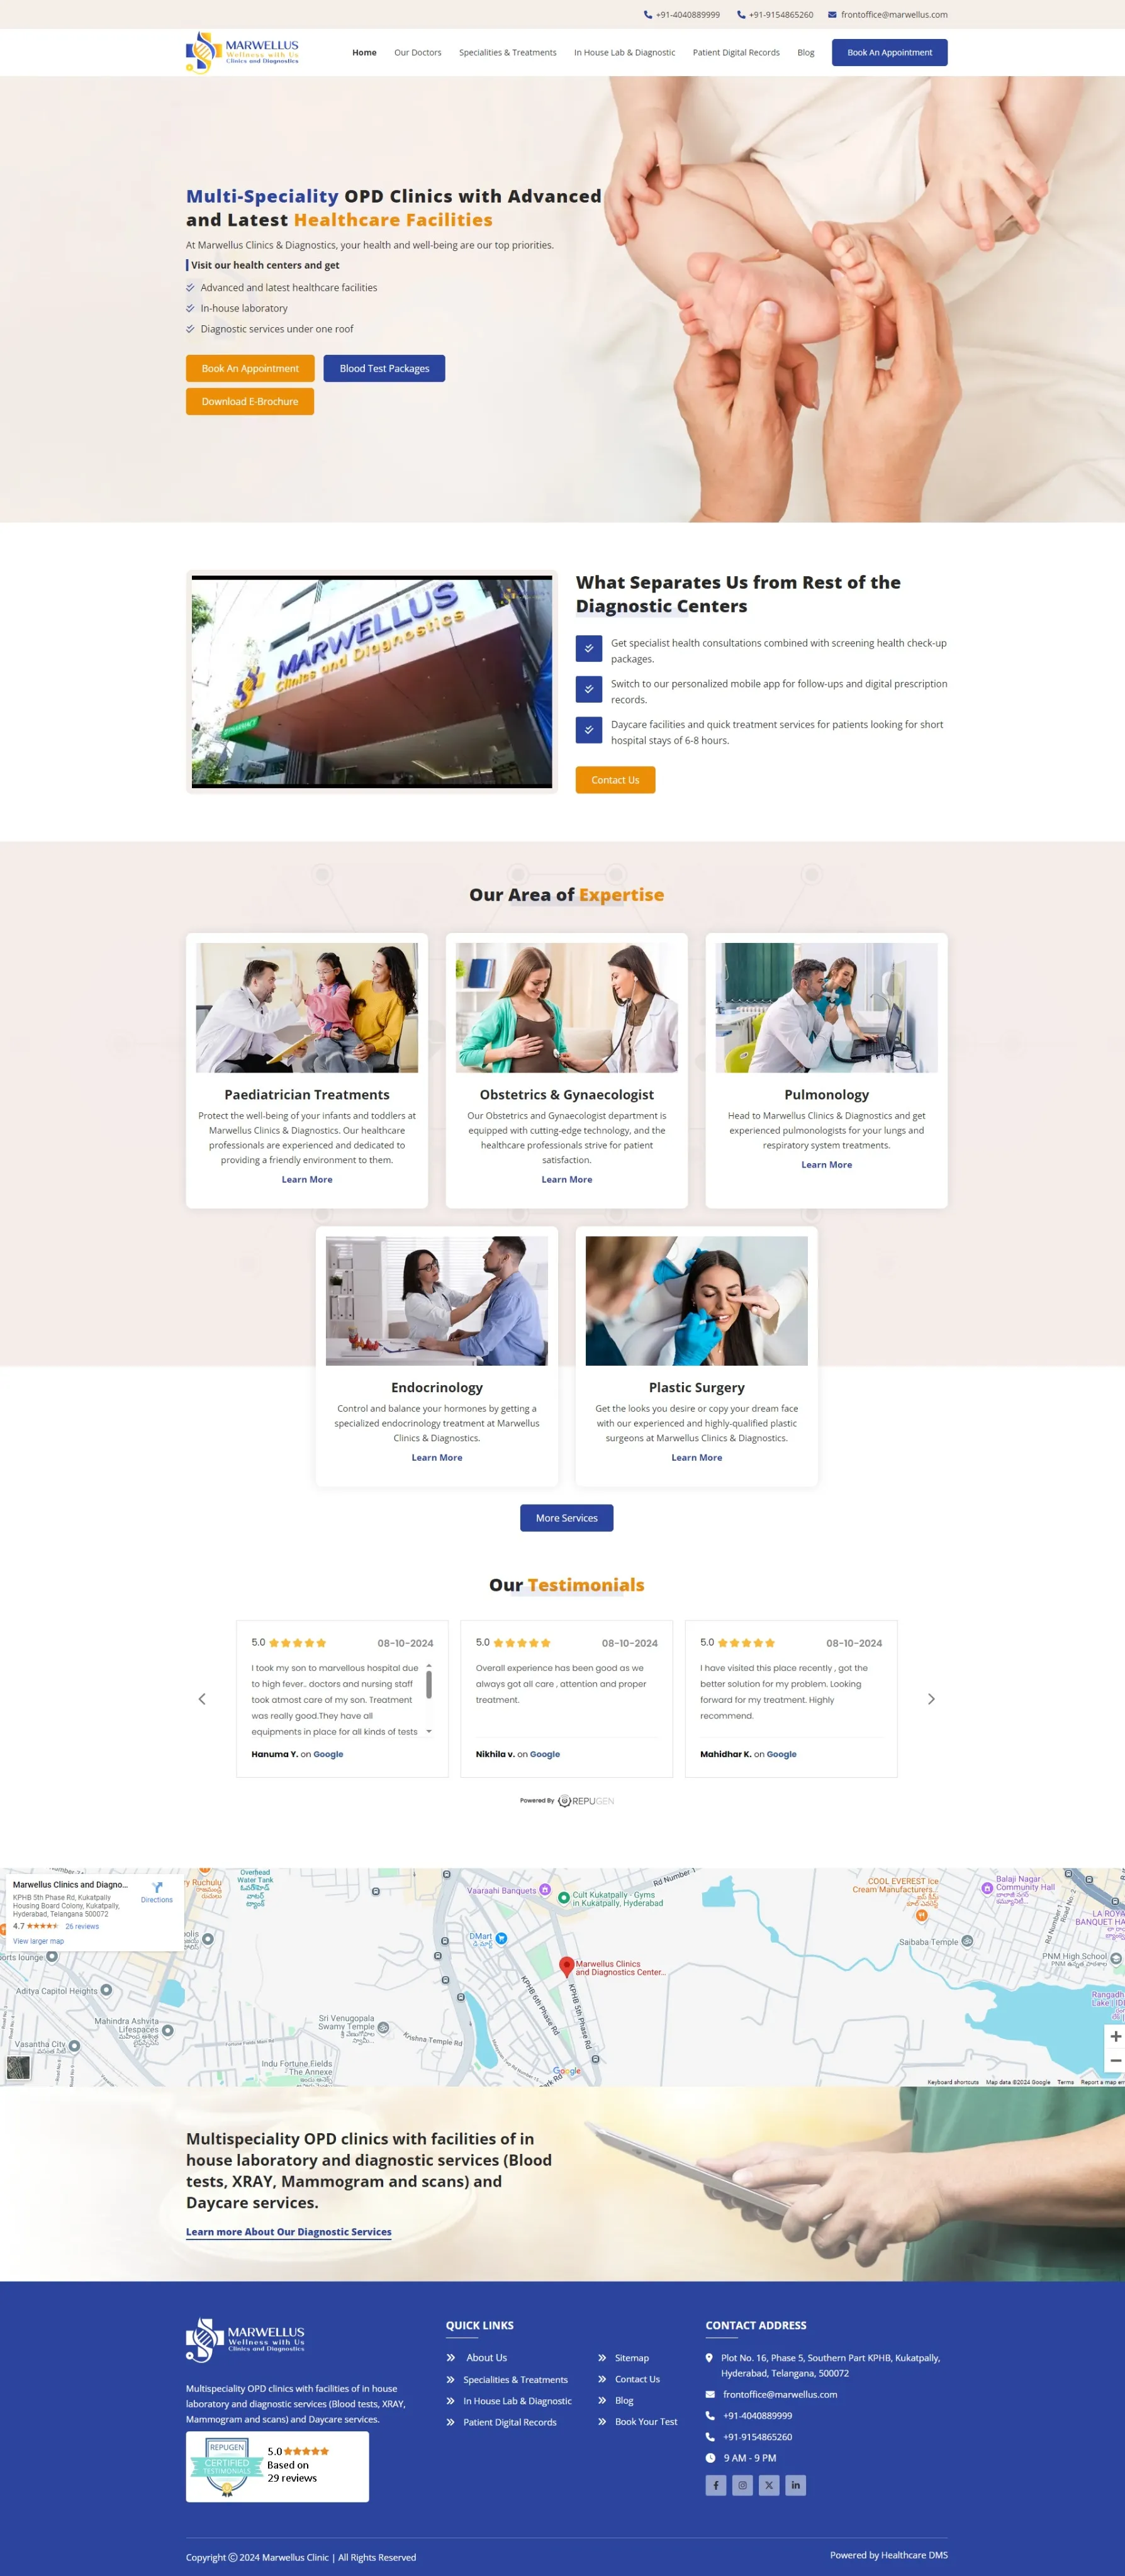 +91-4040889999 +91-9154865260 frontoffice@marwellus.com
MARWELLUS
Wellness with Us
Clinics and Diagnostics
Home Our Doctors Specialities & Treatments In House Lab & Diagnostic Patient Digital Records Blog Book An Appointment
Multi-Speciality OPD Clinics with Advanced
and Latest Healthcare Facilities
At Marwellus Clinics & Diagnostics, your health and well-being are our top priorities.
Visit our health centers and get
Advanced and latest healthcare facilities
In-house laboratory
Diagnostic services under one roof
Book An Appointment Blood Test Packages
Download E-Brochure
MARWELLUS
Clinics and Diagnostics
What Separates Us from Rest of the
Diagnostic Centers
Get specialist health consultations combined with screening health check-up
packages.
Switch to our personalized mobile app for follow-ups and digital prescription
records.
Daycare facilities and quick treatment services for patients looking for short
hospital stays of 6-8 hours.
Contact Us
Our Area of Expertise
Paediatrician Treatments
Protect the well-being of your infants and toddlers at
Marwellus Clinics & Diagnostics. Our healthcare
professionals are experienced and dedicated to
providing a friendly environment to them.
Learn More
Obstetrics & Gynaecologist
Our Obstetrics and Gynaecologist department is
equipped with cutting-edge technology, and the
healthcare professionals strive for patient
satisfaction.
Learn More
Pulmonology
Head to Marwellus Clinics & Diagnostics and get
experienced pulmonologists for your lungs and
respiratory system treatments.
Learn More
Endocrinology
Control and balance your hormones by getting a
specialized endocrinology treatment at Marwellus
Clinics & Diagnostics.
Learn More
Plastic Surgery
Get the looks you desire or copy your dream face
with our experienced and highly-qualified plastic
surgeons at Marwellus Clinics & Diagnostics.
Learn More
More Services
Our Testimonials
5.0 08-10-2024
I took my son to marvellous hospital due
to high fever.. doctors and nursing staff
took atmost care of my son. Treatment
was really good.They have all
equipments in place for all kinds of tests
Hanuma Y. on Google
5.0 08-10-2024
Overall experience has been good as we
always got all care , attention and proper
treatment.
Nikhila v. on Google
5.0 08-10-2024
I have visited this place recently , got the
better solution for my problem. Looking
forward for my treatment. Highly
recommend.
Mahidhar K. on Google
Powered By REPUGEN
Marwellus Clinics and Diagno...
KPHB 5th Phase Rd, Kukatpally
Housing Board Colony, Kukatpally,
Hyderabad, Telangana 500072
4.7 26 reviews
View larger map
Directions
Overhead
Water Tank
Vaaraahi Banquets
Cult Kukatpally - Gyms
in Kukatpally, Hyderabad
Rd Number 1
COOL EVEREST Ice
Cream Manufacturers...
Balaji Nagar
Community Hall
Road No. 2
Rd Number 1
DMart
Saibaba Temple
PNM High School
Marwellus Clinics
and Diagnostics Center...
KPHB 6th Phase Rd
KPHB 5th Phase Rd
Aditya Capitol Heights
Mahindra Ashvita
Lifespaces
Vasantha City
Sri Venugopala
Swamy Temple
Krishna Temple Rd
Indu Fortune Fields
The Annexe
Google
Keyboard shortcuts Map data ©2024 Google Terms Report a map er
Multispeciality OPD clinics with facilities of in
house laboratory and diagnostic services (Blood
tests, XRAY, Mammogram and scans) and
Daycare services.
Learn more About Our Diagnostic Services
MARWELLUS
Wellness with Us
Clinics and Diagnostics
Multispeciality OPD clinics with facilities of in house
laboratory and diagnostic services (Blood tests, XRAY,
Mammogram and scans) and Daycare services.
REPUGEN
CERTIFIED
TESTIMONIALS
5.0
Based on
29 reviews
QUICK LINKS
About Us
Specialities & Treatments
In House Lab & Diagnostic
Patient Digital Records
Sitemap
Contact Us
Blog
Book Your Test
CONTACT ADDRESS
Plot No. 16, Phase 5, Southern Part KPHB, Kukatpally,
Hyderabad, Telangana, 500072
frontoffice@marwellus.com
+91-4040889999
+91-9154865260
9 AM - 9 PM
Copyright © 2024 Marwellus Clinic | All Rights Reserved
Powered by Healthcare DMS